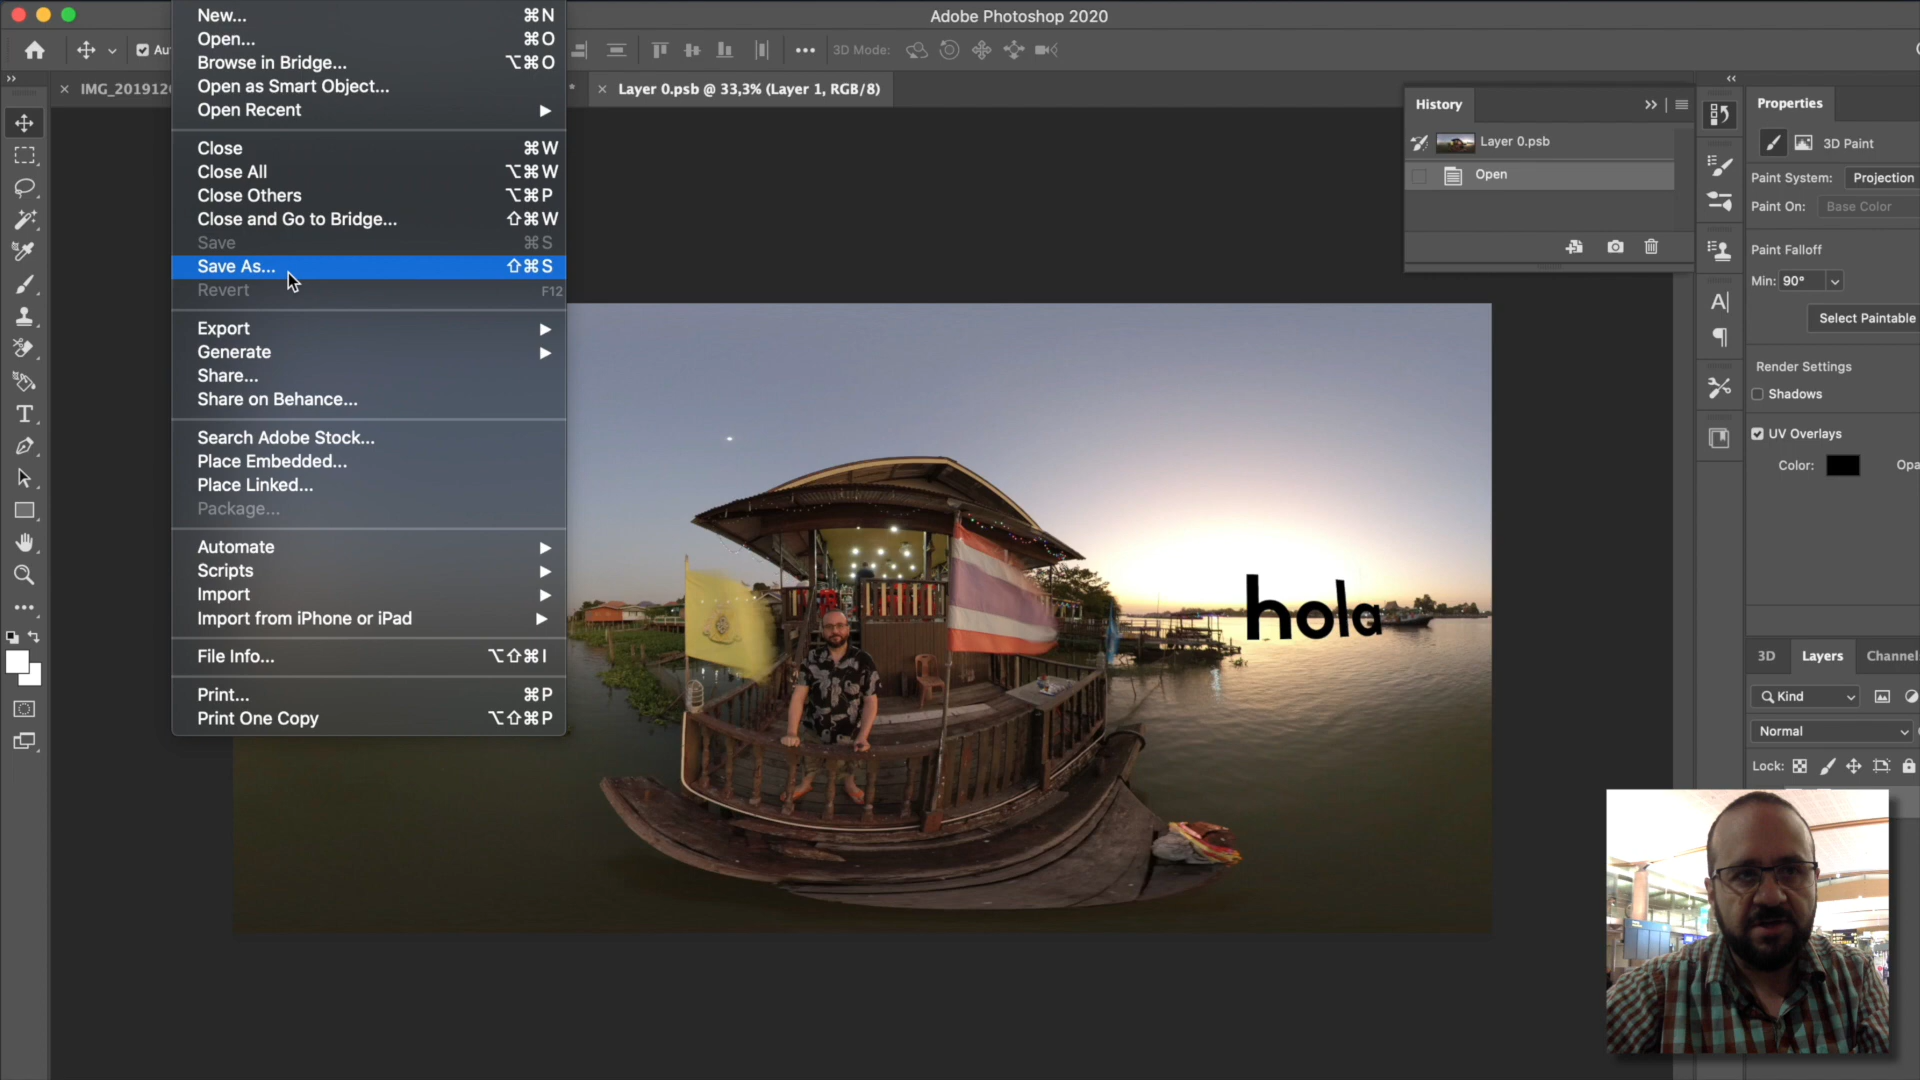 Adobe Photoshop 2020
New... ⌘N
Open... ⌘O
Browse in Bridge... ⌥⌘O
Open as Smart Object...
Open Recent
Close ⌘W
Close All ⌥⌘W
Close Others ⌥⌘P
Close and Go to Bridge... ⇧⌘W
Save ⌘S
Save As... ⇧⌘S
Revert F12
Export
Generate
Share...
Share on Behance...
Search Adobe Stock...
Place Embedded...
Place Linked...
Package...
Automate
Scripts
Import
Import from iPhone or iPad
File Info... ⌥⇧⌘I
Print... ⌘P
Print One Copy ⌥⇧⌘P
Au
3D Mode:
IMG_20191
Layer 0.psb @ 33,3% (Layer 1, RGB/8)
History
Layer 0.psb
Open
Properties
3D Paint
Paint System: Projection
Paint On: Base Color
Paint Falloff
Min: 90°
Select Paintable
Render Settings
Shadows
UV Overlays
Color: Opa
3D Layers Channel
Kind
Normal
Lock:
hola